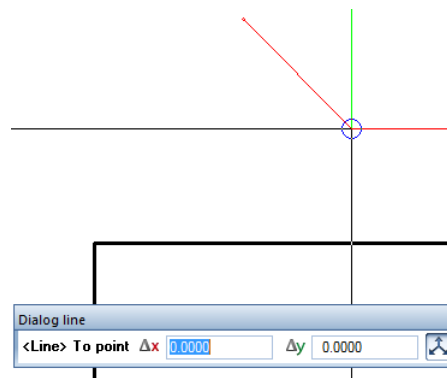 Dialog line
<Line> To point Δx 0.0000 Δy 0.0000